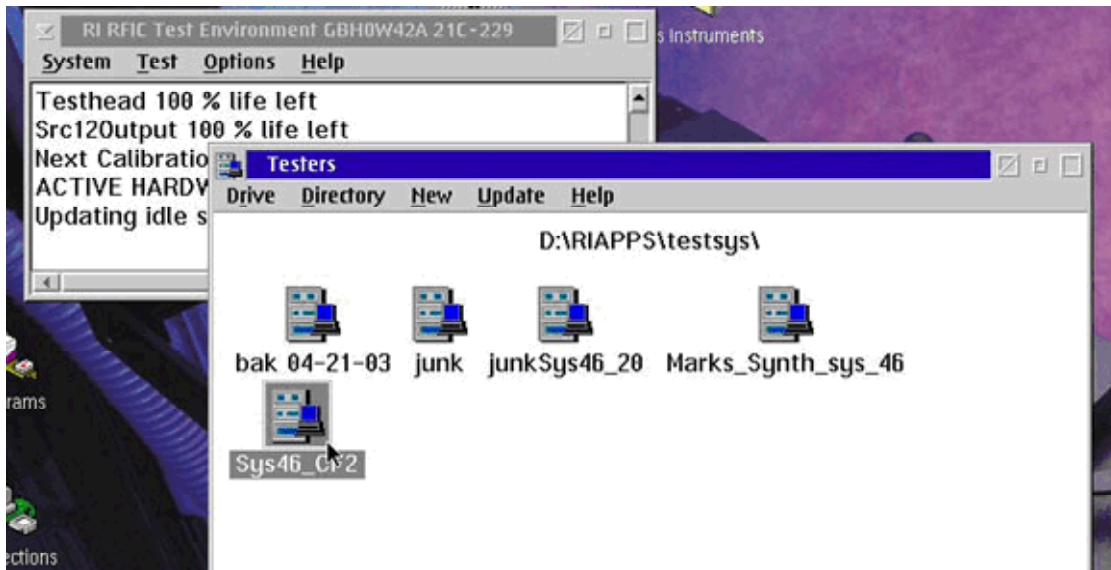 RI RFIC Test Environment GBH0W42A 21C-229
System Test Options Help
Testhead 100 % life left
Src12Output 100 % life left
Next Calibratio
ACTIVE HARDW
Updating idle s
s Instruments
Testers
Drive Directory New Update Help
D:\RIAPPS\testsys\
bak 04-21-03 junk junkSys46_20 Marks_Synth_sys_46
Sys46_CF2
rams
ections